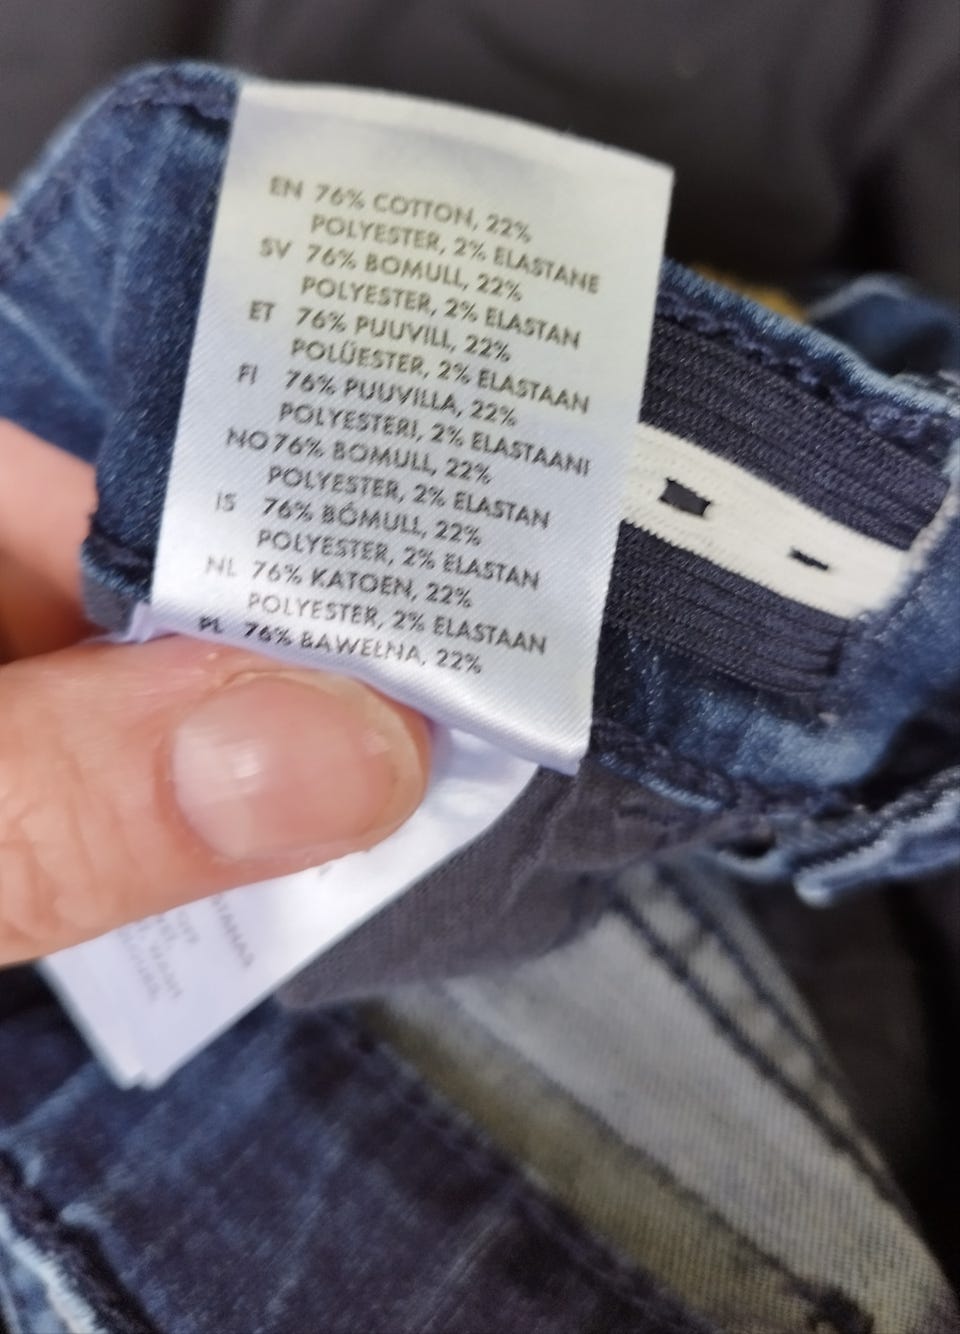 EN 76% COTTON, 22%
POLYESTER, 2% ELASTANE
SV 76% BOMULL, 22%
POLYESTER, 2% ELASTAN
ET 76% PUUVILL, 22%
POLÜESTER, 2% ELASTAAN
FI 76% PUUVILLA, 22%
POLYESTERI, 2% ELASTAANI
NO 76% BOMULL, 22%
POLYESTER, 2% ELASTAN
IS 76% BÓMULL, 22%
POLYESTER, 2% ELASTAN
NL 76% KATOEN, 22%
POLYESTER, 2% ELASTAAN
PL 76% BAWEŁNA, 22%